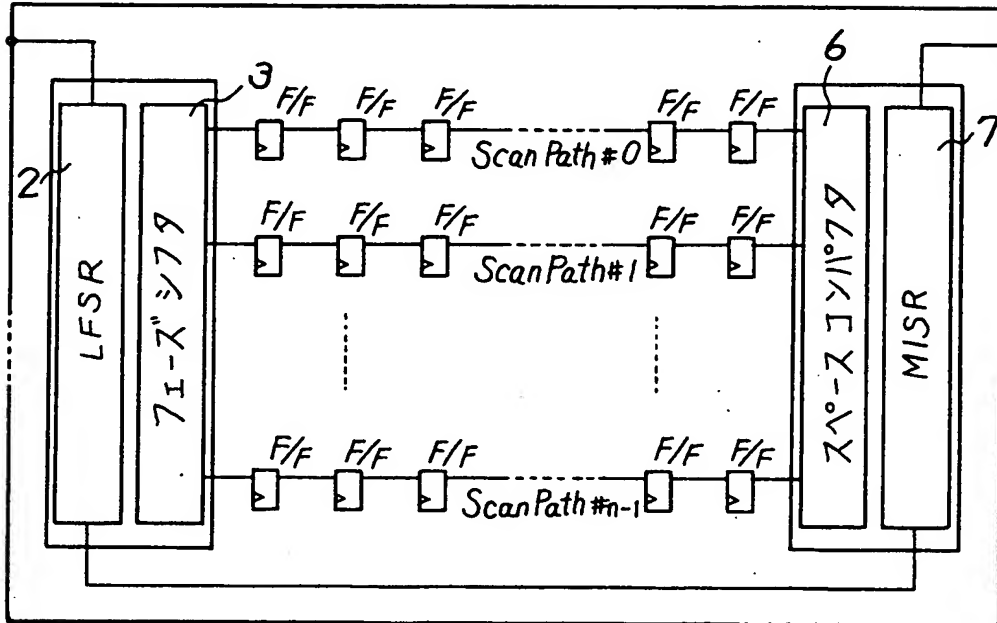 3
6
F/F F/F F/F F/F F/F
7
2
Scan Path #0
F/F F/F F/F F/F F/F
Scan Path #1
LFSR
フェーズシフタ
スペースコンパクタ
MISR
F/F F/F F/F F/F F/F
Scan Path #n-1